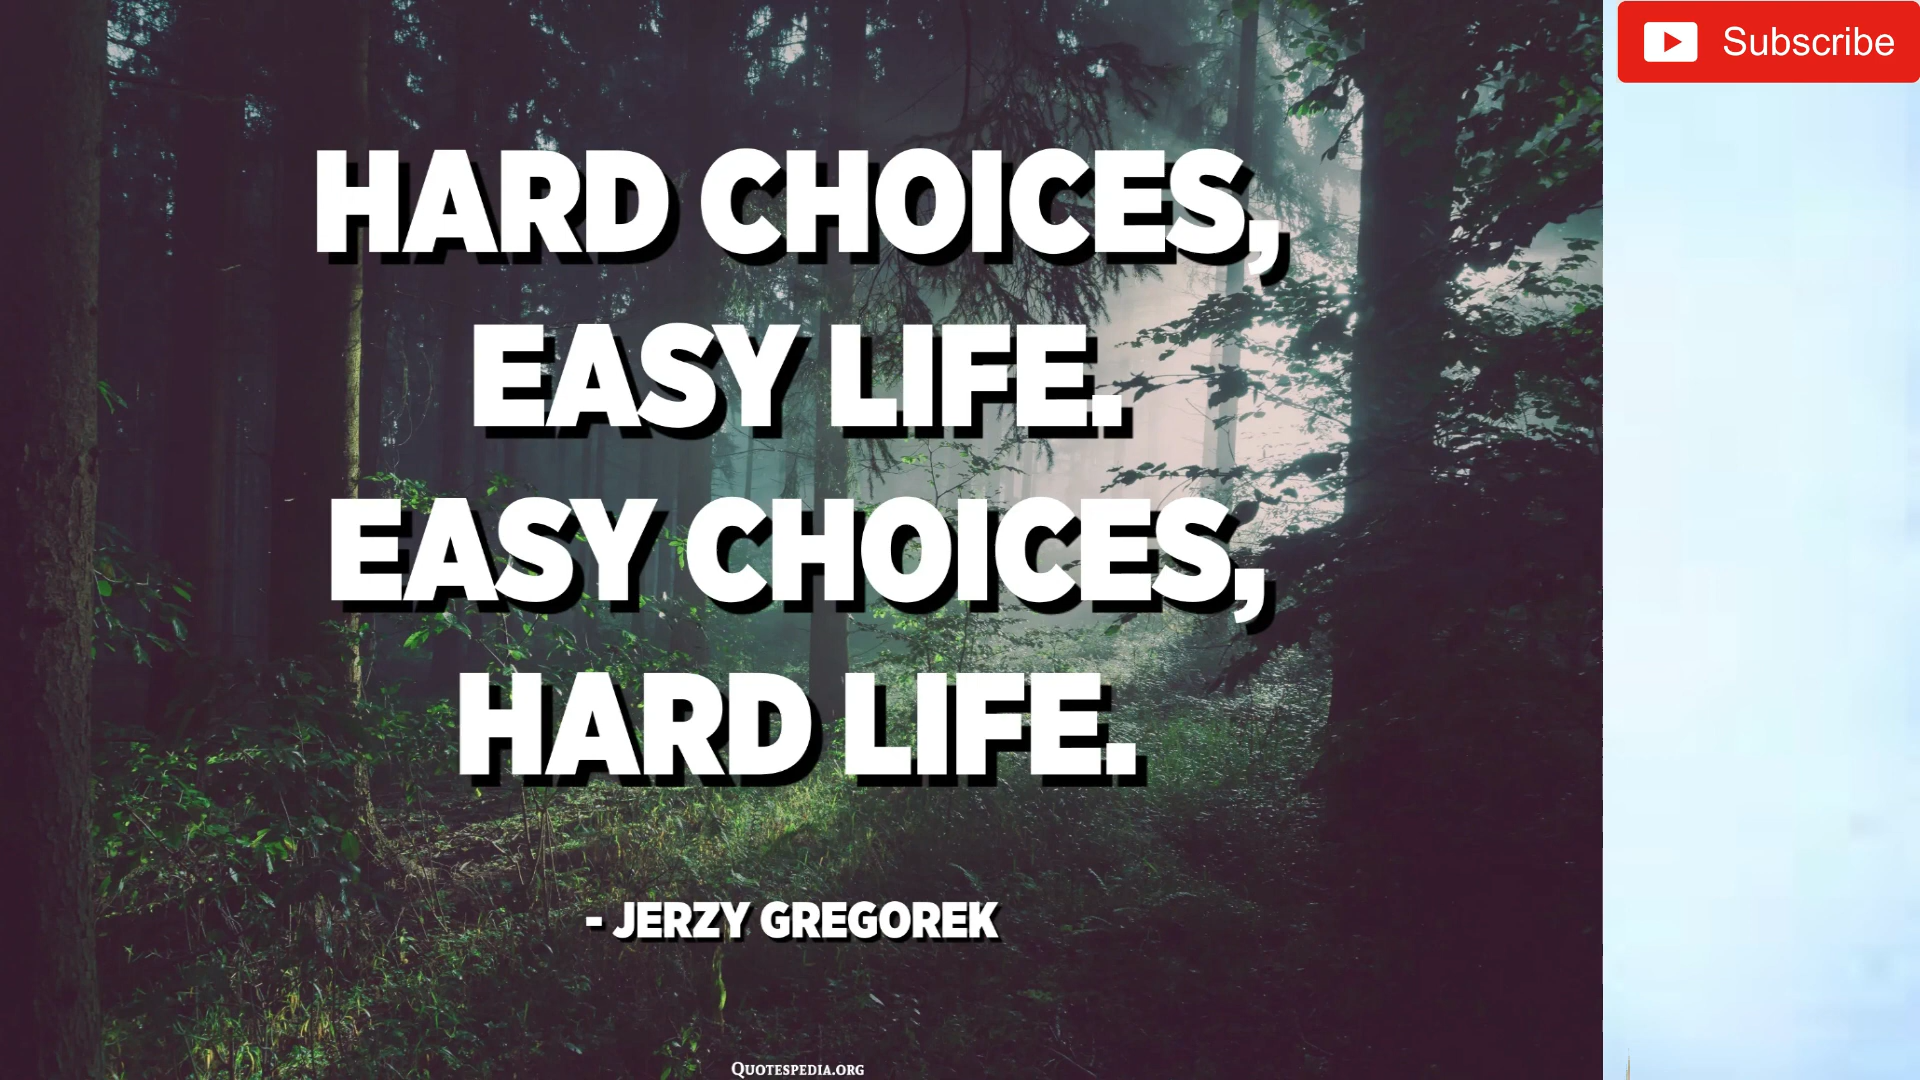 Subscribe
HARD CHOICES,
EASY LIFE.
EASY CHOICES,
HARD LIFE.
- JERZY GREGOREK
QUOTESPEDIA.ORG